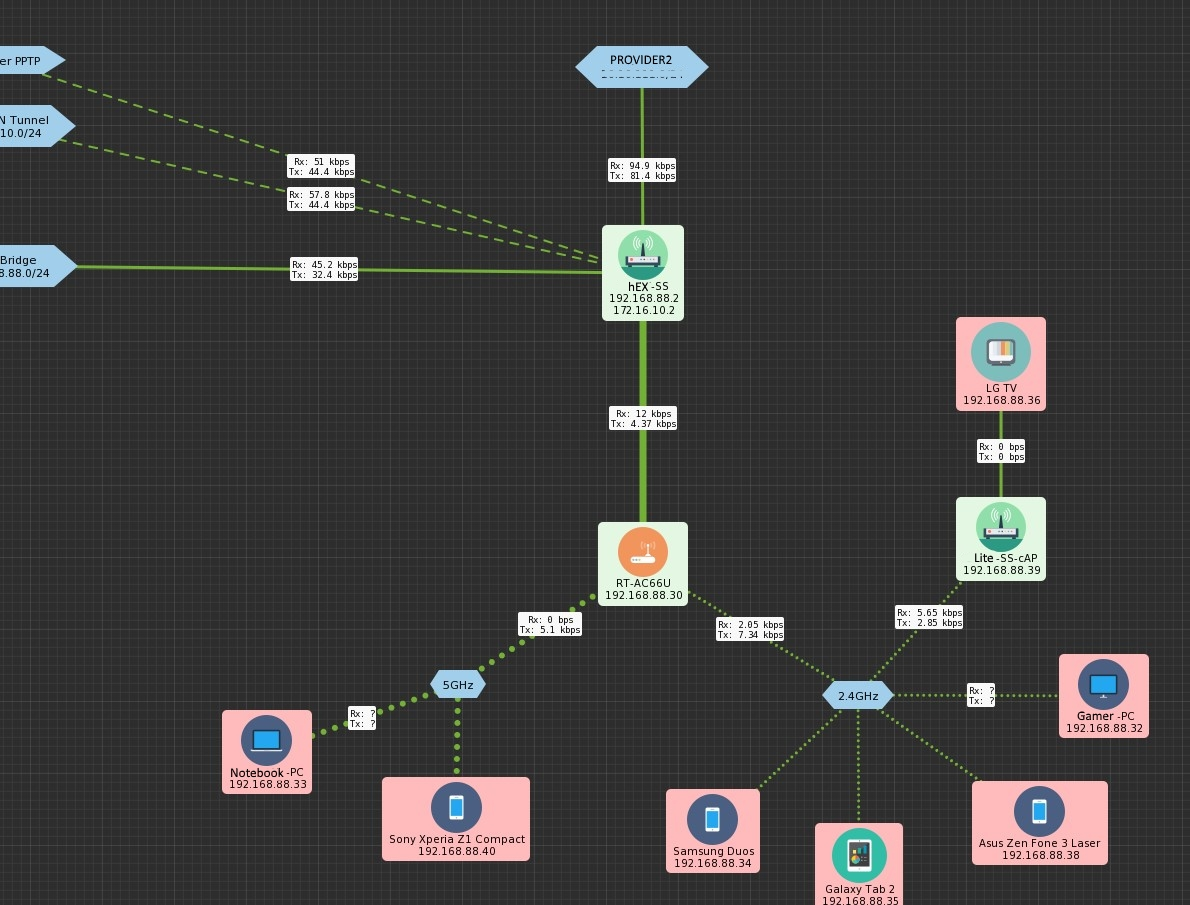 er PPTP
PROVIDER2
N Tunnel
10.0/24
Rx: 51 kbps
Tx: 44.4 kbps
Rx: 94.9 kbps
Tx: 81.4 kbps
Rx: 57.8 kbps
Tx: 44.4 kbps
Bridge
8.88.0/24
Rx: 45.2 kbps
Tx: 32.4 kbps
hEX-SS
192.168.88.2
172.16.10.2
LG TV
192.168.88.36
Rx: 12 kbps
Tx: 4.37 kbps
Rx: 0 bps
Tx: 0 bps
Lite-SS-cAP
192.168.88.39
RT-AC66U
192.168.88.30
Rx: 0 bps
Tx: 5.1 kbps
Rx: 2.05 kbps
Tx: 7.34 kbps
Rx: 5.65 kbps
Tx: 2.85 kbps
5GHz
2.4GHz
Rx: ?
Tx: ?
Gamer -PC
192.168.88.32
Rx: ?
Tx: ?
Notebook -PC
192.168.88.33
Sony Xperia Z1 Compact
192.168.88.40
Samsung Duos
192.168.88.34
Galaxy Tab 2
192.168.88.35
Asus Zen Fone 3 Laser
192.168.88.38